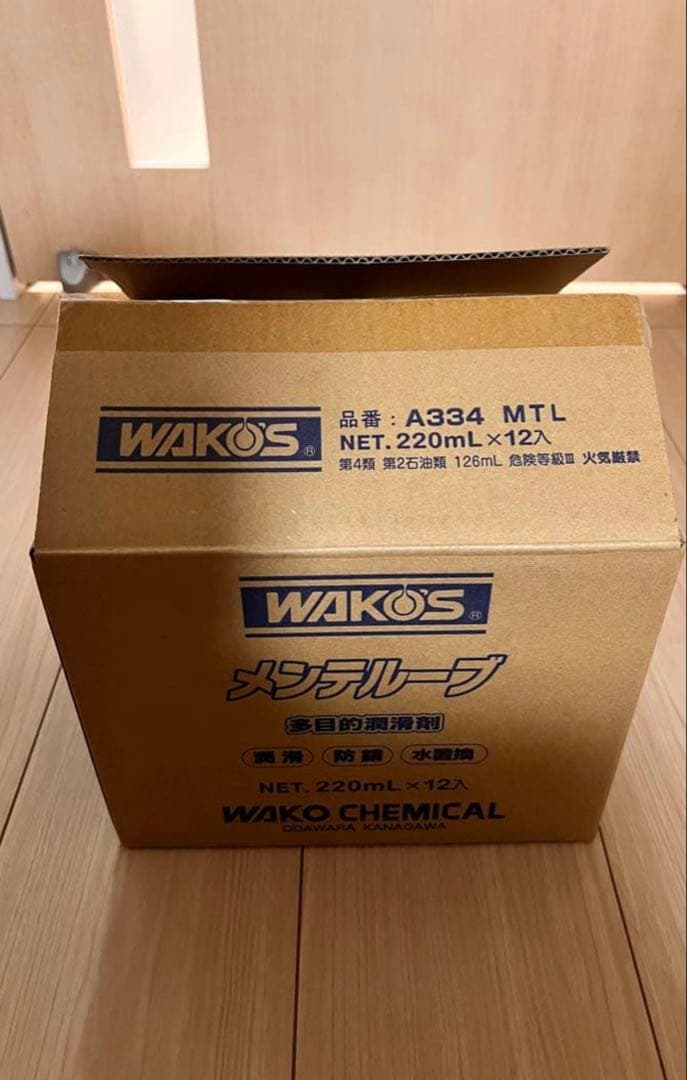 WAKO'S®
品番：A334 MTL
NET. 220mL×12入
第4類 第2石油類 126mL 危険等級Ⅲ 火気厳禁
WAKO'S®
メンテルーブ
多目的潤滑剤
潤滑 防錆 水置換
NET. 220mL×12入
WAKO CHEMICAL
ODAWARA KANAGAWA